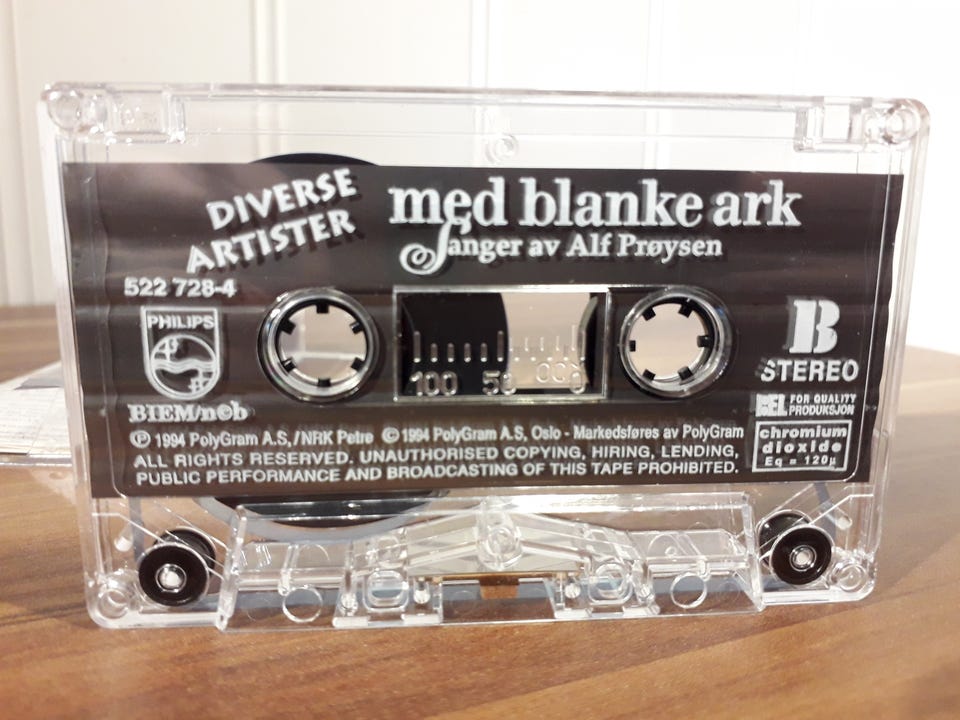 DIVERSE
ARTISTER
med blanke ark
Sanger av Alf Prøysen
522 728-4
PHILIPS
BIEM/n©b
100 50 0
B
STEREO
FOR QUALITY
PRODUKSJON
chromium
dioxide
Eq = 120µ
℗ 1994 PolyGram A.S,/NRK Petre © 1994 PolyGram A.S, Oslo - Markedsføres av PolyGram
ALL RIGHTS RESERVED. UNAUTHORISED COPYING, HIRING, LENDING,
PUBLIC PERFORMANCE AND BROADCASTING OF THIS TAPE PROHIBITED.